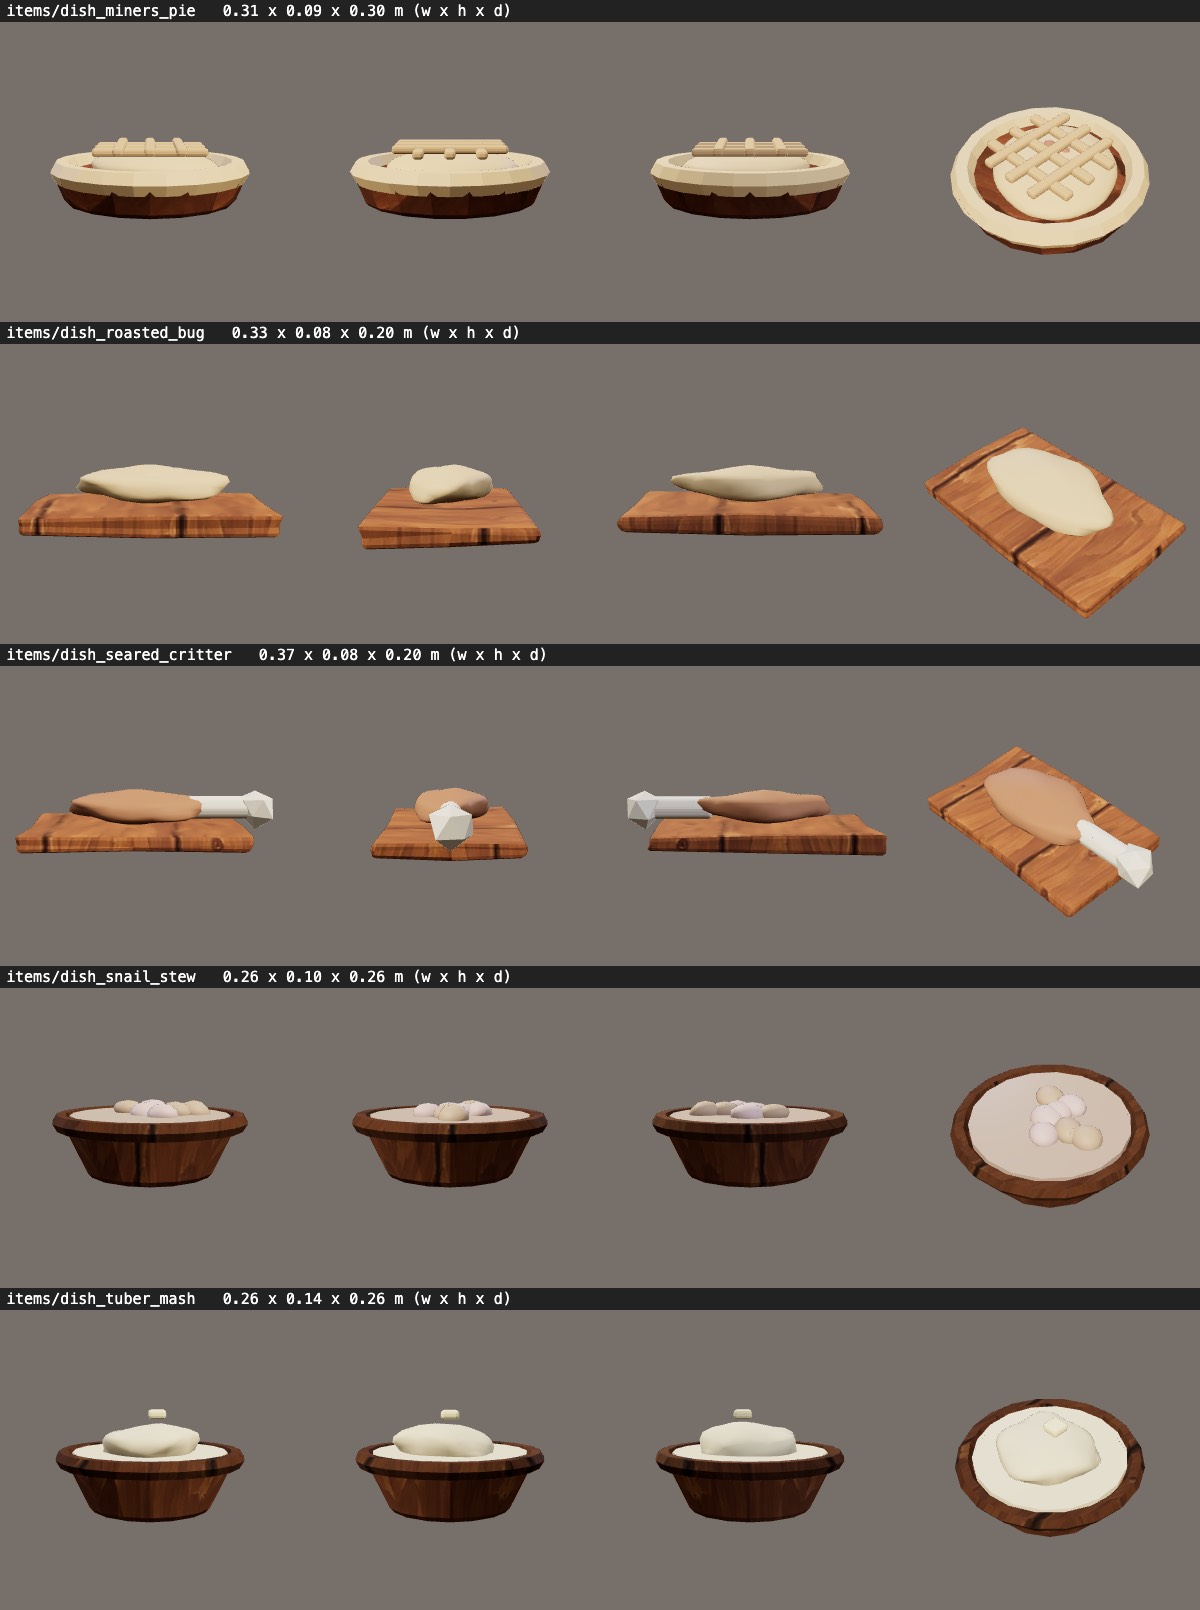 items/dish_miners_pie   0.31 x 0.09 x 0.30 m (w x h x d)
items/dish_roasted_bug   0.33 x 0.08 x 0.20 m (w x h x d)
items/dish_seared_critter   0.37 x 0.08 x 0.20 m (w x h x d)
items/dish_snail_stew   0.26 x 0.10 x 0.26 m (w x h x d)
items/dish_tuber_mash   0.26 x 0.14 x 0.26 m (w x h x d)